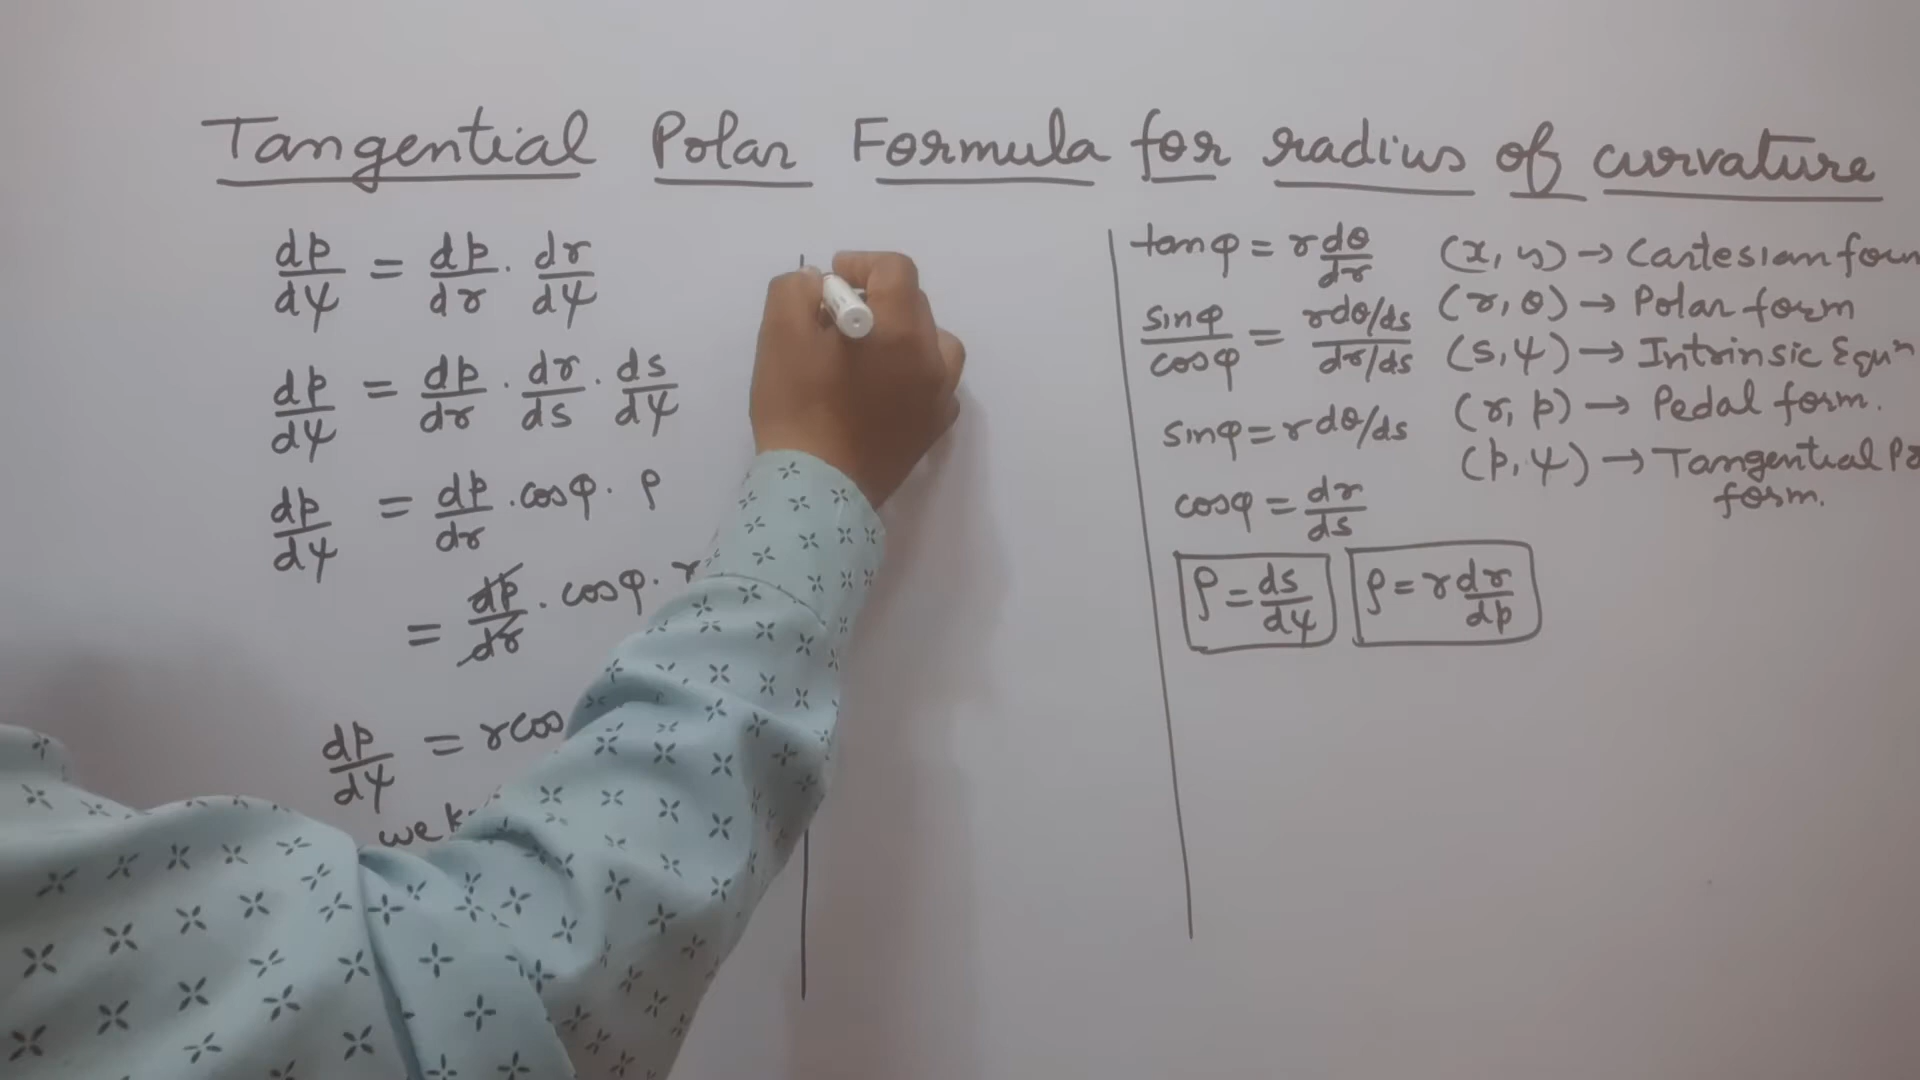 Tangential Polar Formula for radius of curvature
dp/dψ = dp/dr · dr/dψ
dp/dψ = dp/dr · dr/ds · ds/dψ
dp/dψ = dp/dr · cosφ · ρ
= dp/dr · cosφ · r
dp/dψ = rcos
we
tanφ = r dθ/dr
sinφ/cosφ = rdθ/ds / dr/ds
sinφ = r dθ/ds
cosφ = dr/ds
ρ = ds/dψ
ρ = r dr/dp
(x, y) → Cartesian
(r, θ) → Polar form
(s, ψ) → Intrinsic Equn
(r, p) → Pedal form.
(p, ψ) → Tangential
form.